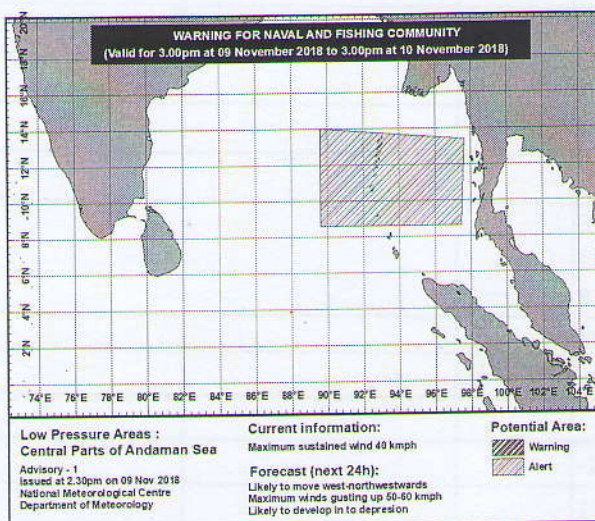 WARNING FOR NAVAL AND FISHING COMMUNITY
(Valid for 3.00pm at 09 November 2018 to 3.00pm at 10 November 2018)
20°N
18°N
16°N
14°N
12°N
10°N
8°N
6°N
4°N
2°N
74°E 76°E 78°E 80°E 82°E 84°E 86°E 88°E 90°E 92°E 94°E 96°E 98°E 100°E 102°E 104°E
Low Pressure Areas :
Central Parts of Andaman Sea
Advisory - 1
Issued at 2.30pm on 09 Nov 2018
National Meteorological Centre
Department of Meteorology
Current information:
Maximum sustained wind 40 kmph
Forecast (next 24h):
Likely to move west-northwestwards
Maximum winds gusting up 50-60 kmph
Likely to develop in to depresion
Potential Area:
Warning
Alert